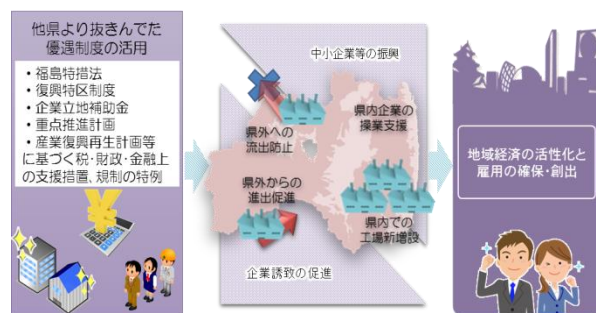 他県より抜きんでた
優遇制度の活用
・福島特措法
・復興特区制度
・企業立地補助金
・重点推進計画
・産業復興再生計画等
に基づく税・財政・金融上
の支援措置、規制の特例
中小企業等の振興
県外への
流出防止
県内企業の
操業支援
県外からの
進出促進
県内での
工場新増設
企業誘致の促進
地域経済の活性化と
雇用の確保・創出